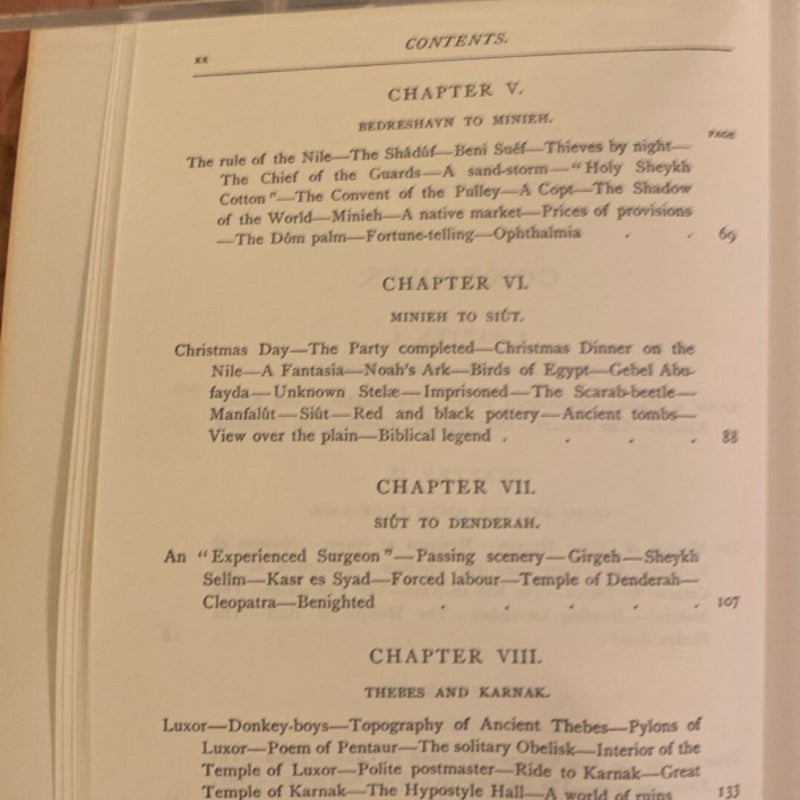 xx
CONTENTS.
CHAPTER V.
BEDRESHAYN TO MINIEH.
PAGE
The rule of the Nile—The Shâdûf—Beni Suêf—Thieves by night—
The Chief of the Guards—A sand-storm—“Holy Sheykh
Cotton”—The Convent of the Pulley—A Copt—The Shadow
of the World—Minieh—A native market—Prices of provisions
—The Dôm palm—Fortune-telling—Ophthalmia . . 69
CHAPTER VI.
MINIEH TO SIÛT.
Christmas Day—The Party completed—Christmas Dinner on the
Nile—A Fantasia—Noah's Ark—Birds of Egypt—Gebel Abu-
fayda—Unknown Stelæ—Imprisoned—The Scarab-beetle—
Manfalût—Siût—Red and black pottery—Ancient tombs—
View over the plain—Biblical legend . . . . 88
CHAPTER VII.
SIÛT TO DENDERAH.
An “Experienced Surgeon”—Passing scenery—Girgeh—Sheykh
Selîm—Kasr es Syad—Forced labour—Temple of Denderah—
Cleopatra—Benighted . . . . . 107
CHAPTER VIII.
THEBES AND KARNAK.
Luxor—Donkey-boys—Topography of Ancient Thebes—Pylons of
Luxor—Poem of Pentaur—The solitary Obelisk—Interior of the
Temple of Luxor—Polite postmaster—Ride to Karnak—Great
Temple of Karnak—The Hypostyle Hall—A world of ruins 133